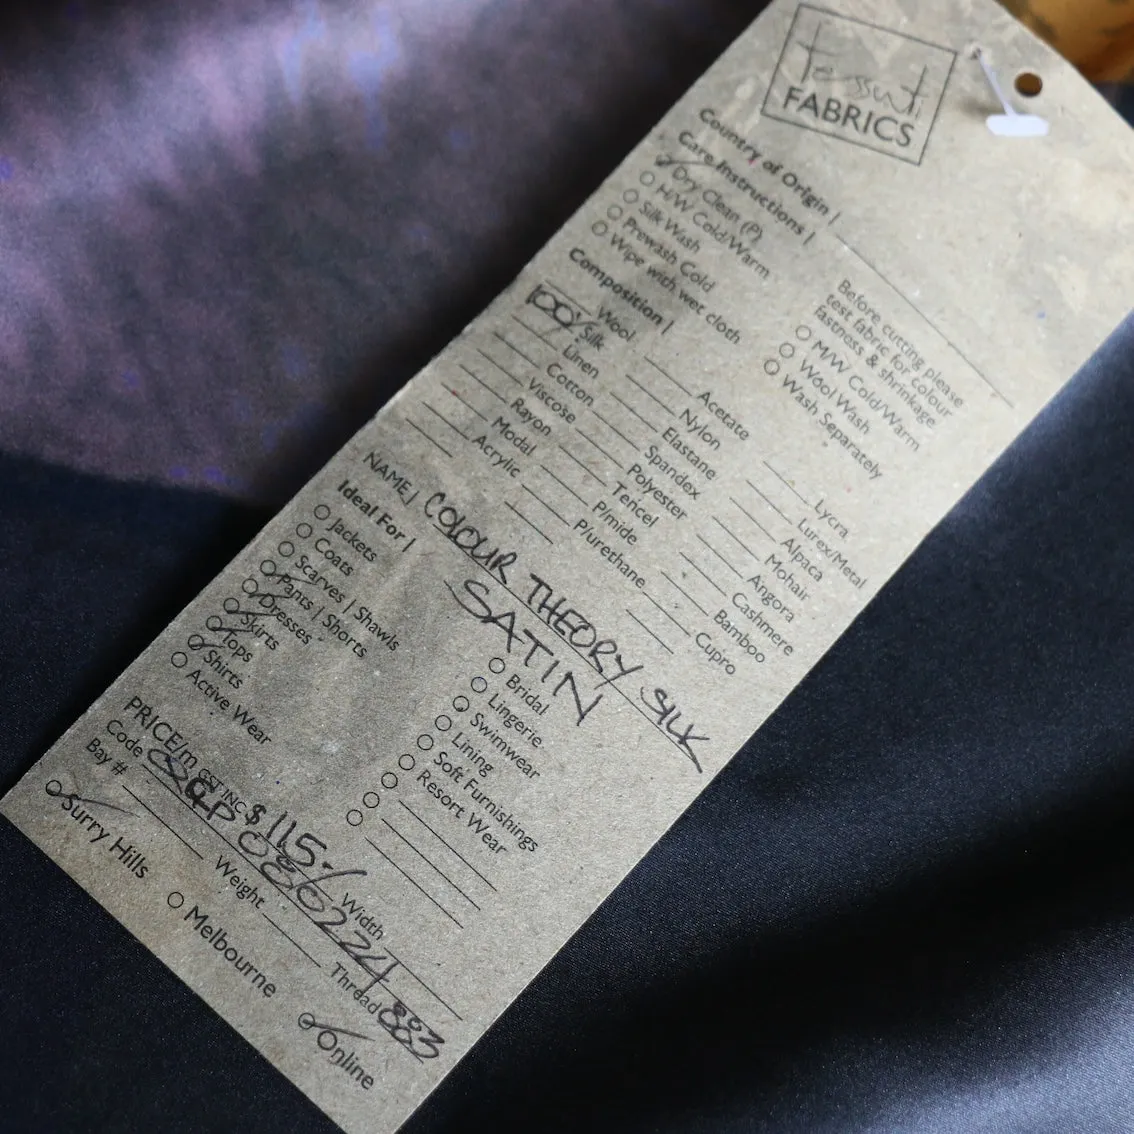 tessuti
FABRICS
Country of Origin |
Care Instructions |
Dry Clean (P)
H/W Cold/Warm
Silk Wash
Prewash Cold
Wipe with wet cloth
Before cutting please
test fabric for colour
fastness & shrinkage.
M/W Cold/Warm
Wool Wash
Wash Separately
Composition |
Wool
100% Silk
Linen
Cotton
Viscose
Rayon
Modal
Acrylic
Acetate
Nylon
Elastane
Spandex
Polyester
Tencel
P/mide
P/urethane
Lycra
Lurex/Metal
Alpaca
Mohair
Angora
Cashmere
Bamboo
Cupro
NAME | COLOUR THEORY SILK
SATIN
Ideal For |
Jackets
Coats
Scarves | Shawls
Pants | Shorts
Dresses
Skirts
Tops
Shirts
Active Wear
Bridal
Lingerie
Swimwear
Lining
Soft Furnishings
Resort Wear
PRICE/m GST INC $115
Width
Code
Bay #
Weight
Thread 883
Surry Hills
Melbourne
Online